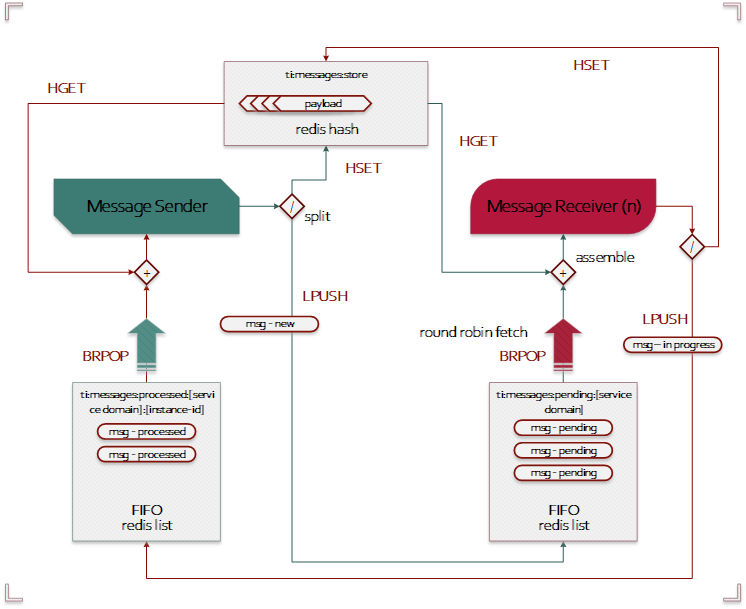 HSET
ti:messages:store
HGET
payload
redis hash
HGET
HSET
Message Sender
Message Receiver (n)
/
split
/
+
+
assemble
LPUSH
msg - new
LPUSH
round robin fetch
BRPOP
BRPOP
msg – in progress
ti:messages:processed:[servi
ce domain]:[instance-id]
msg - processed
msg - processed
FIFO
redis list
ti:messages:pending:[service
domain]
msg - pending
msg - pending
msg - pending
FIFO
redis list